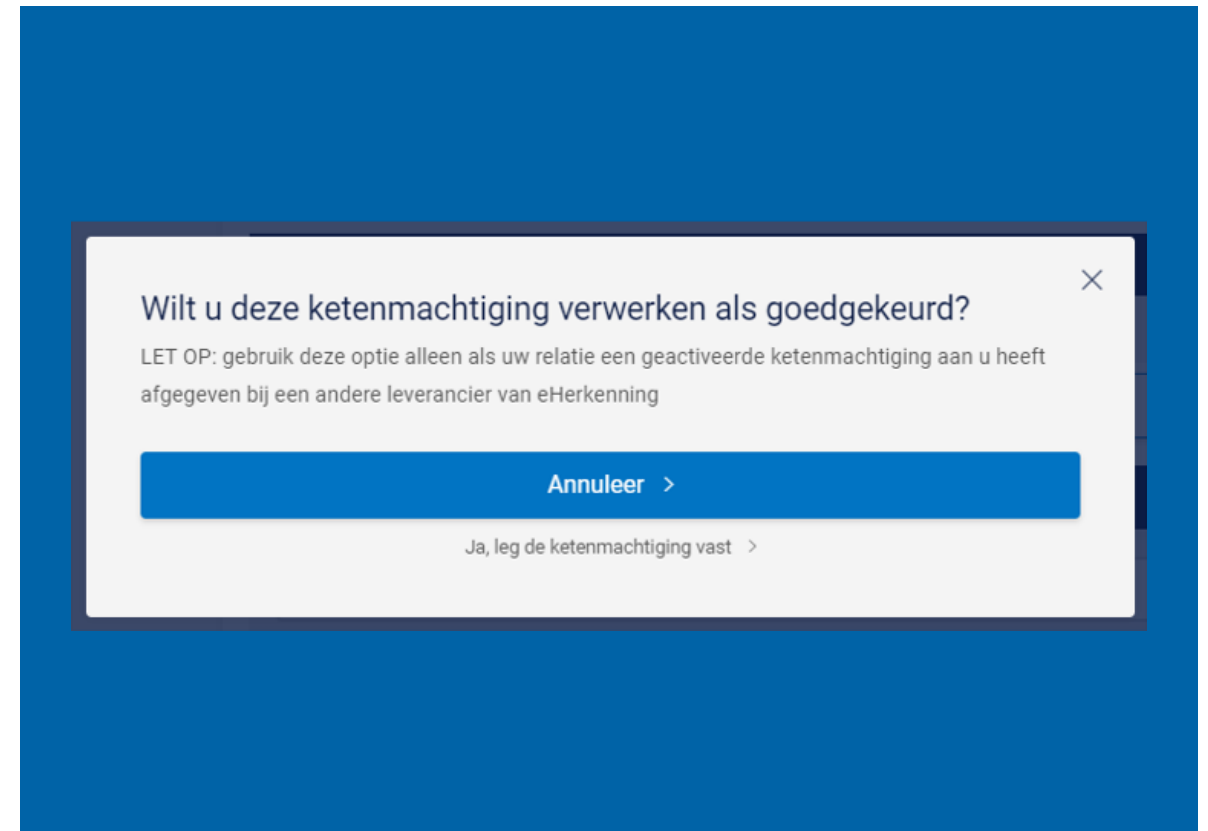 Wilt u deze ketenmachtiging verwerken als goedgekeurd?
LET OP: gebruik deze optie alleen als uw relatie een geactiveerde ketenmachtiging aan u heeft
afgegeven bij een andere leverancier van eHerkenning
Annuleer >
Ja, leg de ketenmachtiging vast >